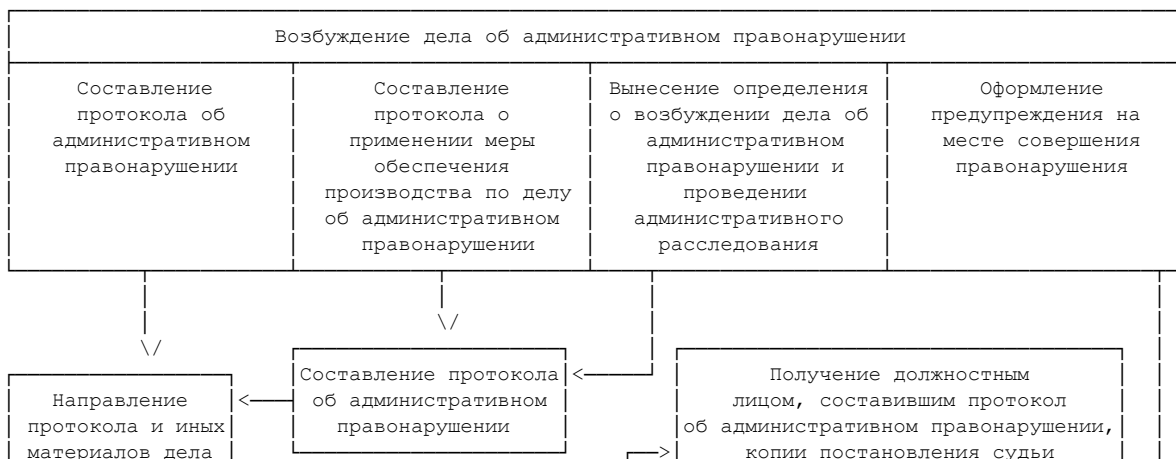 Возбуждение дела об административном правонарушении
Составление
протокола об
административном
правонарушении
Составление
протокола о
применении меры
обеспечения
производства по делу
об административном
правонарушении
Вынесение определения
о возбуждении дела об
административном
правонарушении и
проведении
административного
расследования
Оформление
предупреждения на
месте совершения
правонарушения
Направление
протокола и иных
материалов дела
Составление протокола
об административном
правонарушении
Получение должностным
лицом, составившим протокол
об административном правонарушении,
копии постановления судьи